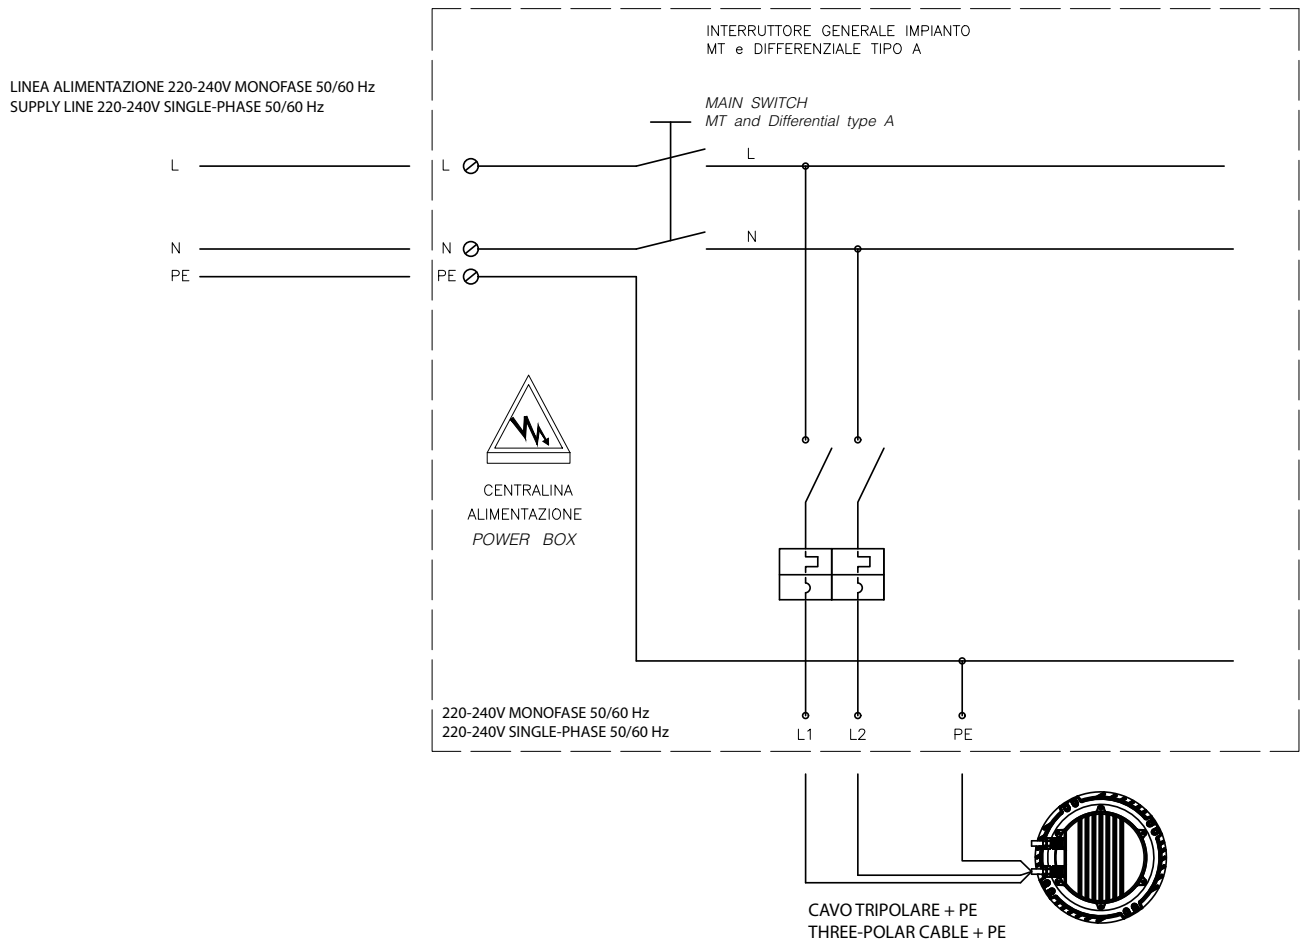 INTERRUTTORE GENERALE IMPIANTO
MT e DIFFERENZIALE TIPO A
LINEA ALIMENTAZIONE 220-240V MONOFASE 50/60 Hz
SUPPLY LINE 220-240V SINGLE-PHASE 50/60 Hz
MAIN SWITCH
MT and Differential type A
L
L
L
N
N
N
PE
PE
CENTRALINA
ALIMENTAZIONE
POWER BOX
220-240V MONOFASE 50/60 Hz
220-240V SINGLE-PHASE 50/60 Hz
L1
L2
PE
CAVO TRIPOLARE + PE
THREE-POLAR CABLE + PE